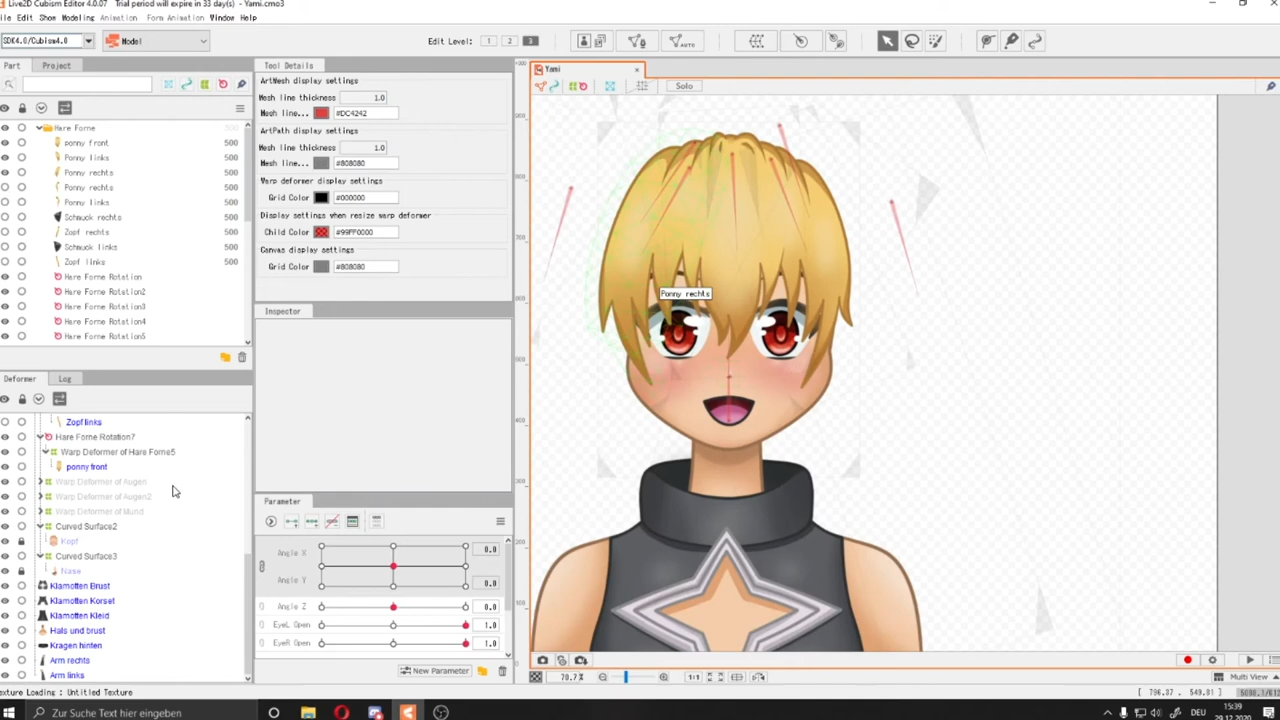 Live2D Cubism Editor 4.0.07   Trial period will expire in 33 day(s)  - Yami.cmo3
ile Edit Show Modeling Animation Form Animation Window Help
SDK4.0/Cubism4.0 Model Edit Level: 1 2 3 AUTO
Part Project
Hare Forne 500
ponny front 500
Ponny links 500
Ponny rechts 500
Ponny rechts 500
Ponny links 500
Schmuck rechts 500
Zopf rechts 500
Schmuck links 500
Zopf links 500
Hare Forne Rotation
Hare Forne Rotation2
Hare Forne Rotation3
Hare Forne Rotation4
Hare Forne Rotation5
Deformer Log
Zopf links
Hare Forne Rotation7
Warp Deformer of Hare Forne5
ponny front
Warp Deformer of Augen
Warp Deformer of Augen2
Warp Deformer of Mund
Curved Surface2
Kopf
Curved Surface3
Nase
Klamotten Brust
Klamotten Korset
Klamotten Kleid
Hals und brust
Kragen hinten
Arm rechts
Arm links
Tool Details
ArtMesh display settings
Mesh line thickness 1.0
Mesh line... #DC4242
ArtPath display settings
Mesh line thickness 1.0
Mesh line... #808080
Warp deformer display settings
Grid Color #000000
Display settings when resize warp deformer
Child Color #99FF0000
Canvas display settings
Grid Color #808080
Inspector
Parameter
Angle X 0.0
Angle Y 0.0
Angle Z 0.0
EyeL Open 1.0
EyeR Open 1.0
New Parameter
Yami
Solo
Ponny rechts
70.7% 1:1
Multi View
exture Loading : Untitled Texture
Zur Suche Text hier eingeben
DEU
15:39
29.12.2020